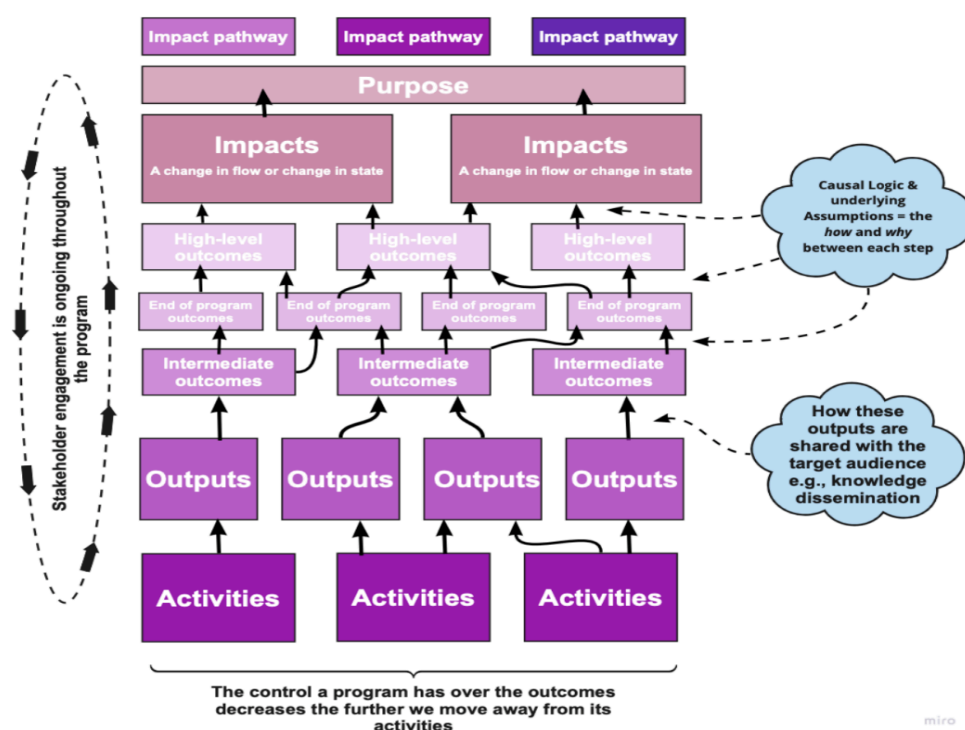 Impact pathway
Impact pathway
Impact pathway
Purpose
Impacts
A change in flow or change in state
Impacts
A change in flow or change in state
High-level
outcomes
High-level
outcomes
High-level
outcomes
End of program
outcomes
End of program
outcomes
End of program
outcomes
End of program
outcomes
Intermediate
outcomes
Intermediate
outcomes
Intermediate
outcomes
Outputs
Outputs
Outputs
Outputs
Activities
Activities
Activities
The control a program has over the outcomes
decreases the further we move away from its
activities
Stakeholder engagement is ongoing throughout
the program
Causal Logic &
underlying
Assumptions = the
how and why
between each step
How these
outputs are
shared with the
target audience
e.g., knowledge
dissemination
miro